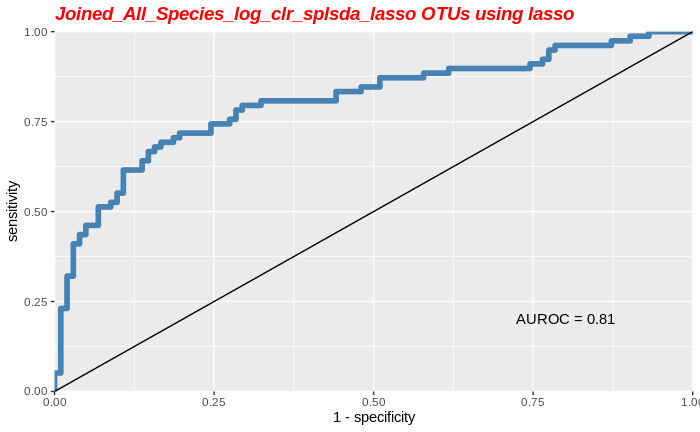 Joined_All_Species_log_clr_splsda_lasso OTUs using lasso
1.00
0.75
0.50
0.25
0.00
sensitivity
AUROC = 0.81
0.00 0.25 0.50 0.75 1.00
1 - specificity